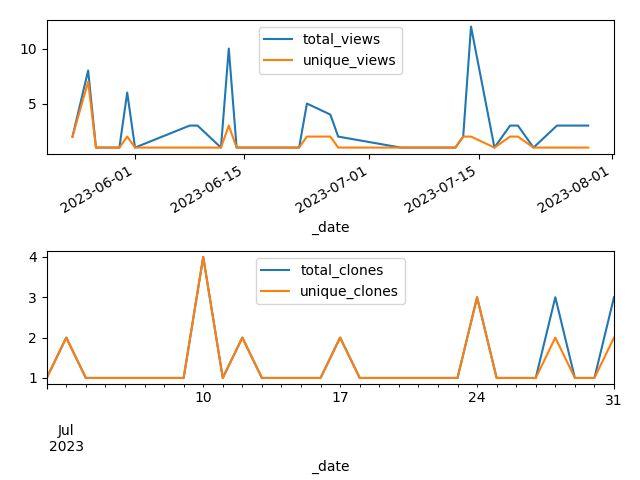 total_views
unique_views
10
5
2023-06-01
2023-06-15
2023-07-01
2023-07-15
2023-08-01
_date
total_clones
unique_clones
4
3
2
1
10
17
24
31
Jul
2023
_date